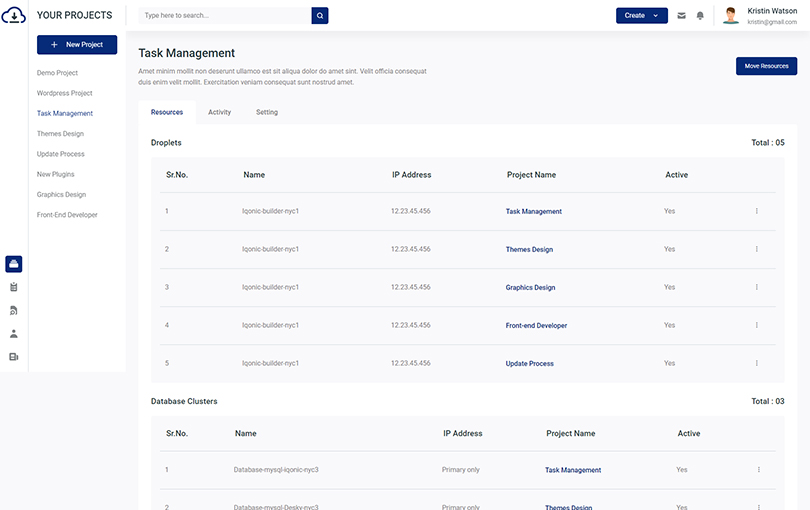 YOUR PROJECTS
Type here to search...
Create
Kristin Watson
kristin@gmail.com
New Project
Demo Project
Wordpress Project
Task Management
Themes Design
Update Process
New Plugins
Graphics Design
Front-End Developer
Task Management
Amet minim mollit non deserunt ullamco est sit aliqua dolor do amet sint. Velit officia consequat
duis enim velit mollit. Exercitation veniam consequat sunt nostrud amet.
Move Resources
Resources Activity Setting
Droplets Total : 05
Sr.No. Name IP Address Project Name Active
1 Iqonic-builder-nyc1 12.23.45.456 Task Management Yes
2 Iqonic-builder-nyc1 12.23.45.456 Themes Design Yes
3 Iqonic-builder-nyc1 12.23.45.456 Graphics Design Yes
4 Iqonic-builder-nyc1 12.23.45.456 Front-end Developer Yes
5 Iqonic-builder-nyc1 12.23.45.456 Update Process Yes
Database Clusters Total : 03
Sr.No. Name IP Address Project Name Active
1 Database-mysql-iqonic-nyc3 Primary only Task Management Yes
2 Database-mysql-Desky-nyc3 Primary only Themes Design Yes